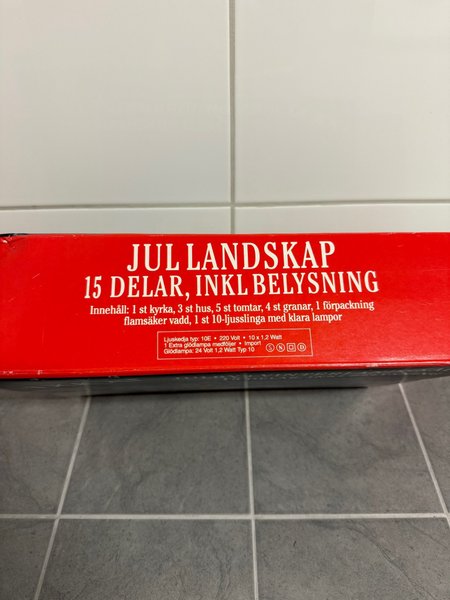 JUL LANDSKAP
15 DELAR, INKL BELYSNING
Innehåll: 1 st kyrka, 3 st hus, 5 st tomtar, 4 st granar, 1 förpackning
flamsäker vadd, 1 st 10-ljusslinga med klara lampor
Ljuskedja typ: 10E • 220 Volt • 10 x 1,2 Watt
1 Extra glödlampa medföljer • Import
Glödlampa: 24 Volt 1,2 Watt Typ 10 S N D